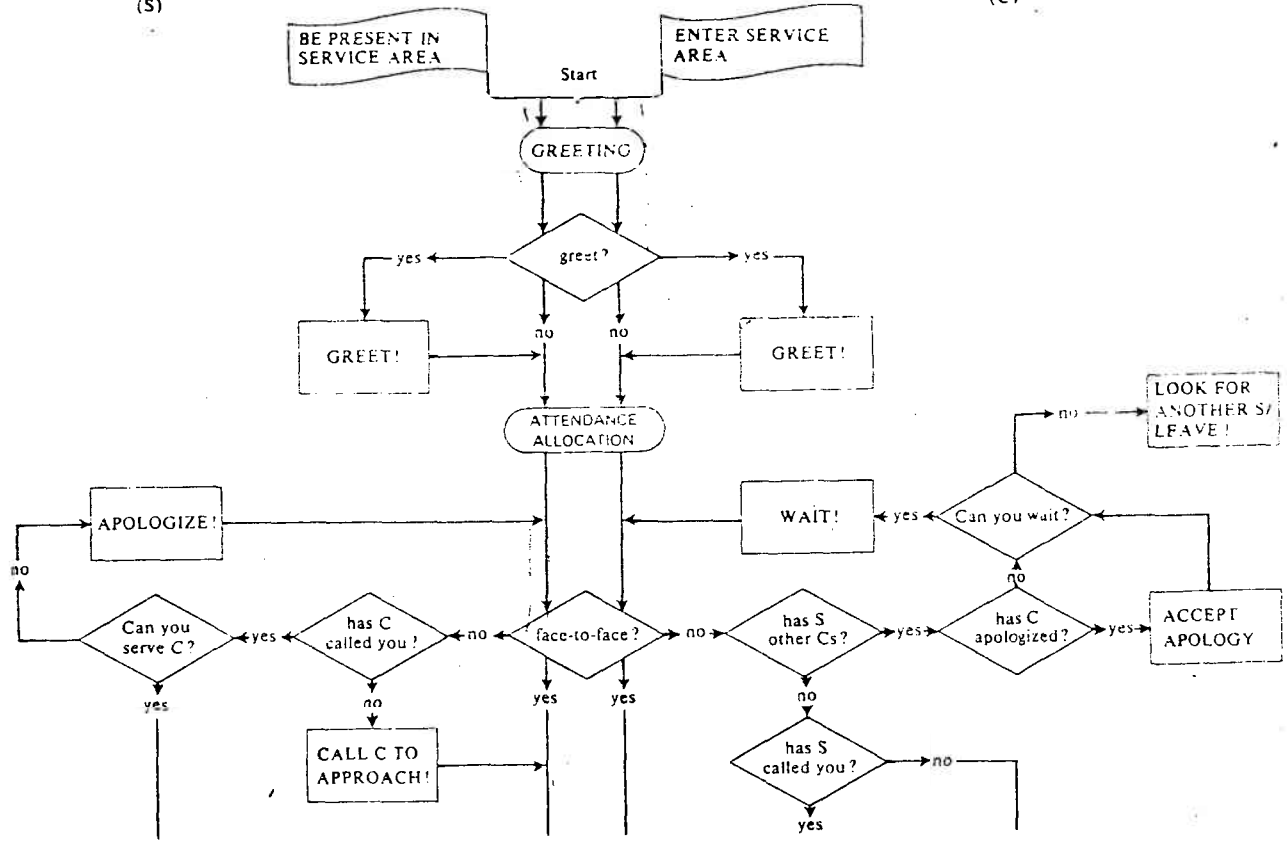 (S)
BE PRESENT IN
SERVICE AREA
ENTER SERVICE
AREA
Start
GREETING
greet?
yes
yes
no
no
GREET!
GREET!
ATTENDANCE
ALLOCATION
no
LOOK FOR
ANOTHER S/
LEAVE!
APOLOGIZE!
WAIT!
yes
Can you wait?
no
no
Can you
serve C?
yes
has C
called you?
no
face-to-face?
no
has S
other Cs?
yes
has C
apologized?
yes
ACCEPT
APOLOGY
yes
no
yes
yes
no
CALL C TO
APPROACH!
has S
called you?
no
yes